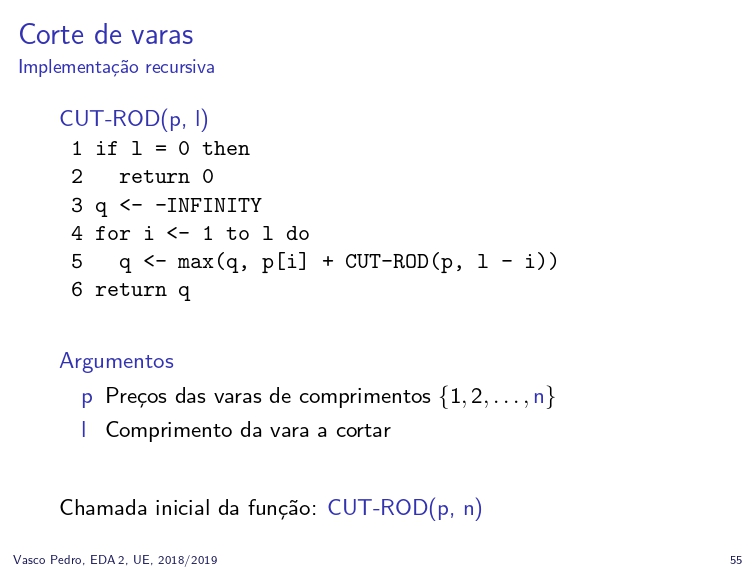 Corte de varas
Implementação recursiva
CUT-ROD(p, l)
1 if l = 0 then
2   return 0
3 q <- -INFINITY
4 for i <- 1 to l do
5   q <- max(q, p[i] + CUT-ROD(p, l - i))
6 return q
Argumentos
p Preços das varas de comprimentos {1, 2, . . . , n}
l Comprimento da vara a cortar
Chamada inicial da função: CUT-ROD(p, n)
Vasco Pedro, EDA 2, UE, 2018/2019 55